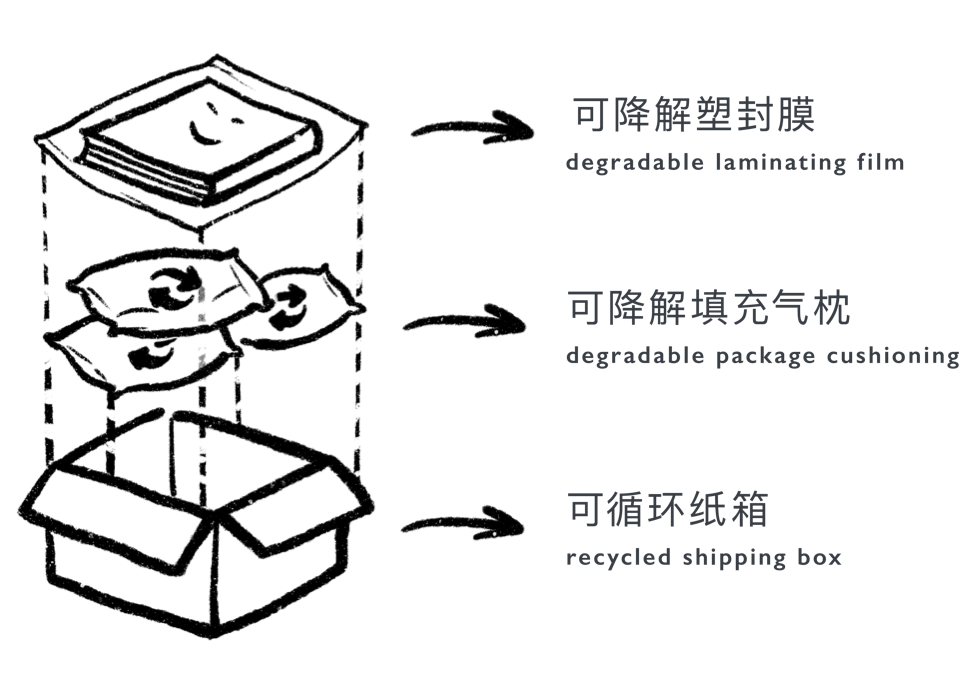 可降解塑封膜
degradable laminating film
可降解填充气枕
degradable package cushioning
可循环纸箱
recycled shipping box